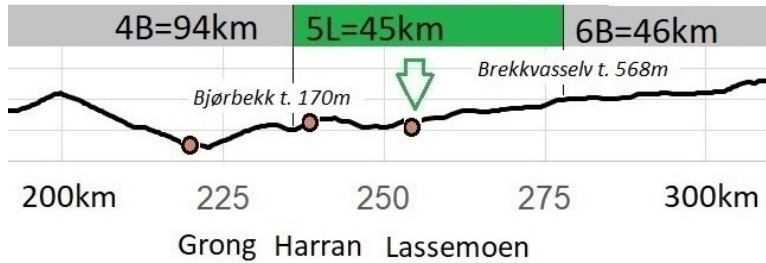 4B=94km 5L=45km 6B=46km
Brekkvasselv t. 568m
Bjørbekk t. 170m
200km 225 250 275 300km
Grong Harran Lassemoen